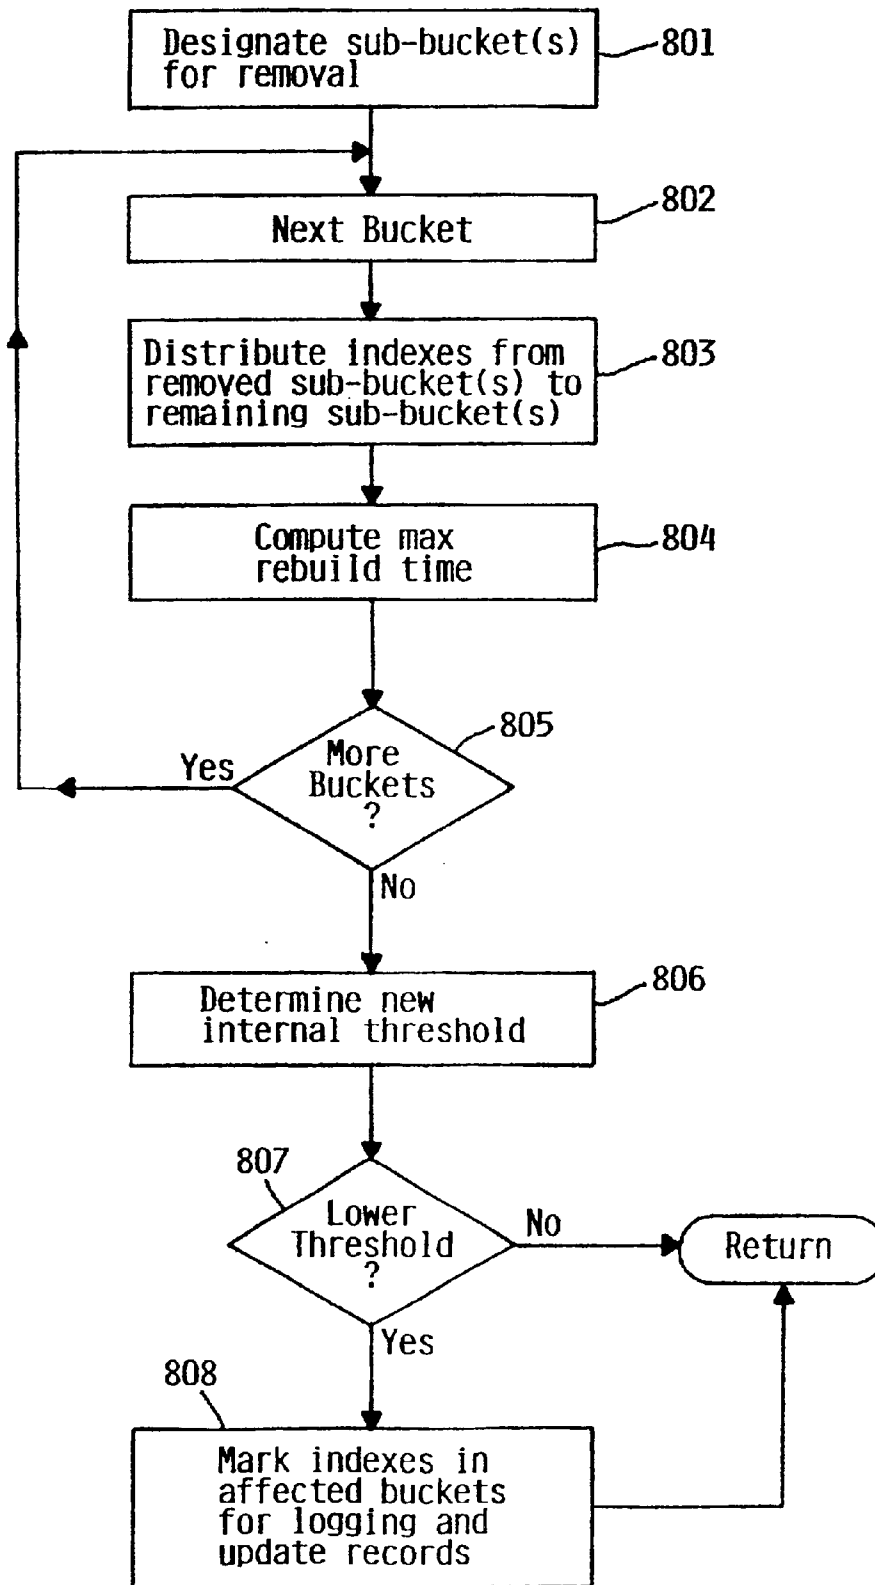 Designate sub-bucket(s)
for removal
801
Next Bucket
802
Distribute indexes from
removed sub-bucket(s) to
remaining sub-bucket(s)
803
Compute max
rebuild time
804
More
Buckets
?
805
Yes
No
Determine new
internal threshold
806
807
Lower
Threshold
?
No
Return
Yes
808
Mark indexes in
affected buckets
for logging and
update records